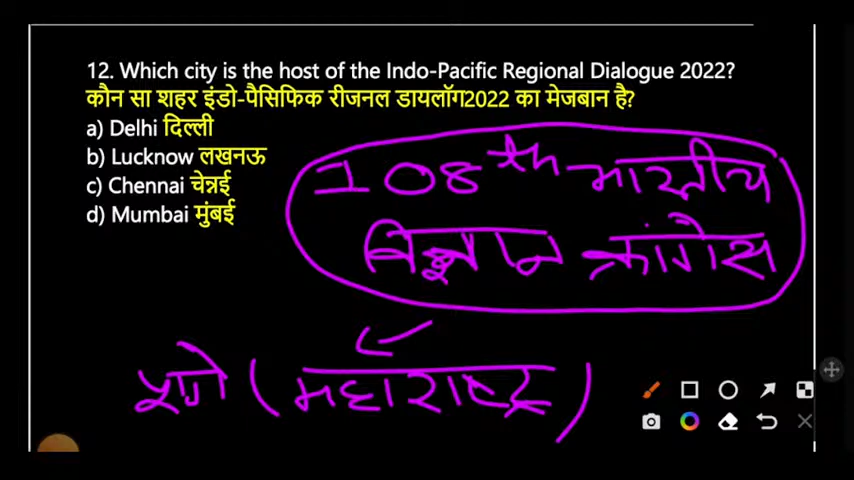 12. Which city is the host of the Indo-Pacific Regional Dialogue 2022?
कौन सा शहर इंडो-पैसिफिक रीजनल डायलॉग2022 का मेजबान है?
a) Delhi दिल्ली
b) Lucknow लखनऊ
c) Chennai चेन्नई
d) Mumbai मुंबई
108th भारतीय
विज्ञान कांग्रेस
पुणे (महाराष्ट्र)